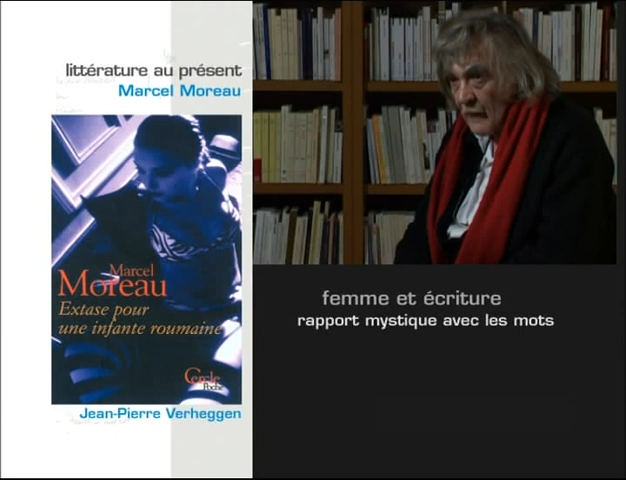 littérature au présent
Marcel Moreau
Marcel
Moreau
Extase pour
une infante roumaine
Cercle
Poche
Jean-Pierre Verheggen
femme et écriture
rapport mystique avec les mots